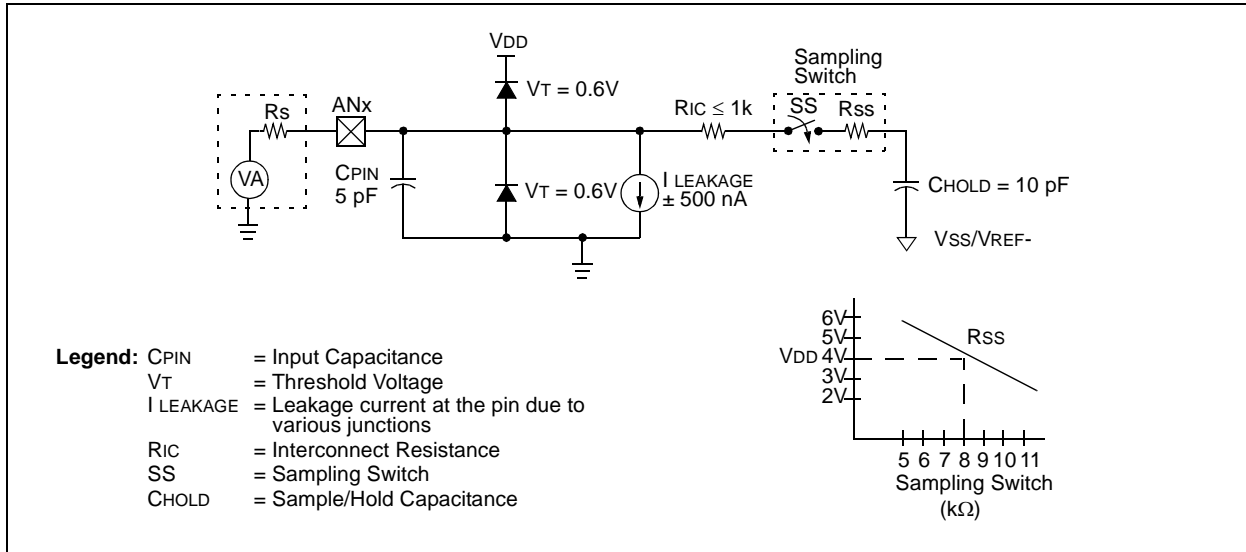 VDD
Sampling
Switch
VT = 0.6V
ANx
Rs
RIC ≤ 1k
SS
Rss
CPIN
5 pF
VA
VT = 0.6V
I LEAKAGE
± 500 nA
CHOLD = 10 pF
VSS/VREF-
6V
5V
VDD 4V
3V
2V
RSS
5 6 7 8 9 10 11
Sampling Switch
(kΩ)
Legend: CPIN = Input Capacitance
VT = Threshold Voltage
I LEAKAGE = Leakage current at the pin due to
various junctions
RIC = Interconnect Resistance
SS = Sampling Switch
CHOLD = Sample/Hold Capacitance